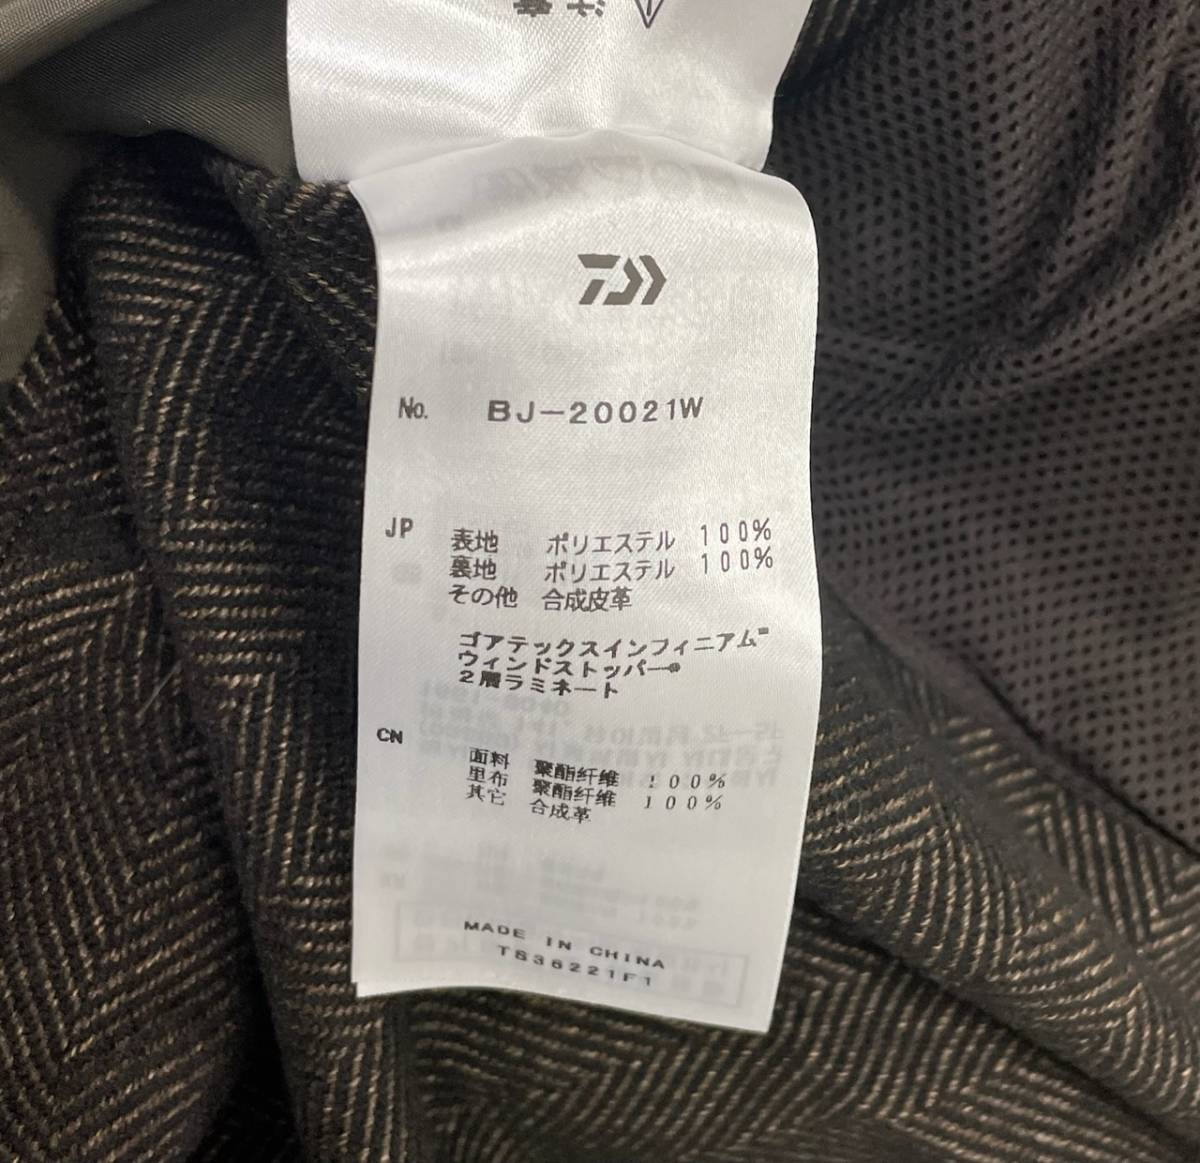 No. BJ-20021W
JP 表地 ポリエステル 100%
裏地 ポリエステル 100%
その他 合成皮革
ゴアテックスインフィニアム™
ウィンドストッパー®
2層ラミネート
CN 面料 聚酯纤维 100%
里布 聚酯纤维 100%
其它 合成革
MADE IN CHINA
TS36221F1